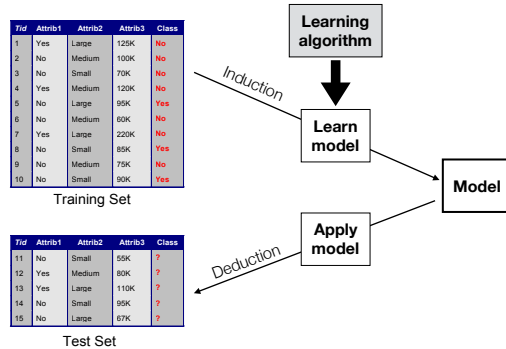 Tid Attrib1 Attrib2 Attrib3 Class
1 Yes Large 125K No
2 No Medium 100K No
3 No Small 70K No
4 Yes Medium 120K No
5 No Large 95K Yes
6 No Medium 60K No
7 Yes Large 220K No
8 No Small 85K Yes
9 No Medium 75K No
10 No Small 90K Yes
Training Set
Learning
algorithm
Induction
Learn
model
Model
Apply
model
Deduction
Tid Attrib1 Attrib2 Attrib3 Class
11 No Small 55K ?
12 Yes Medium 80K ?
13 Yes Large 110K ?
14 No Small 95K ?
15 No Large 67K ?
Test Set